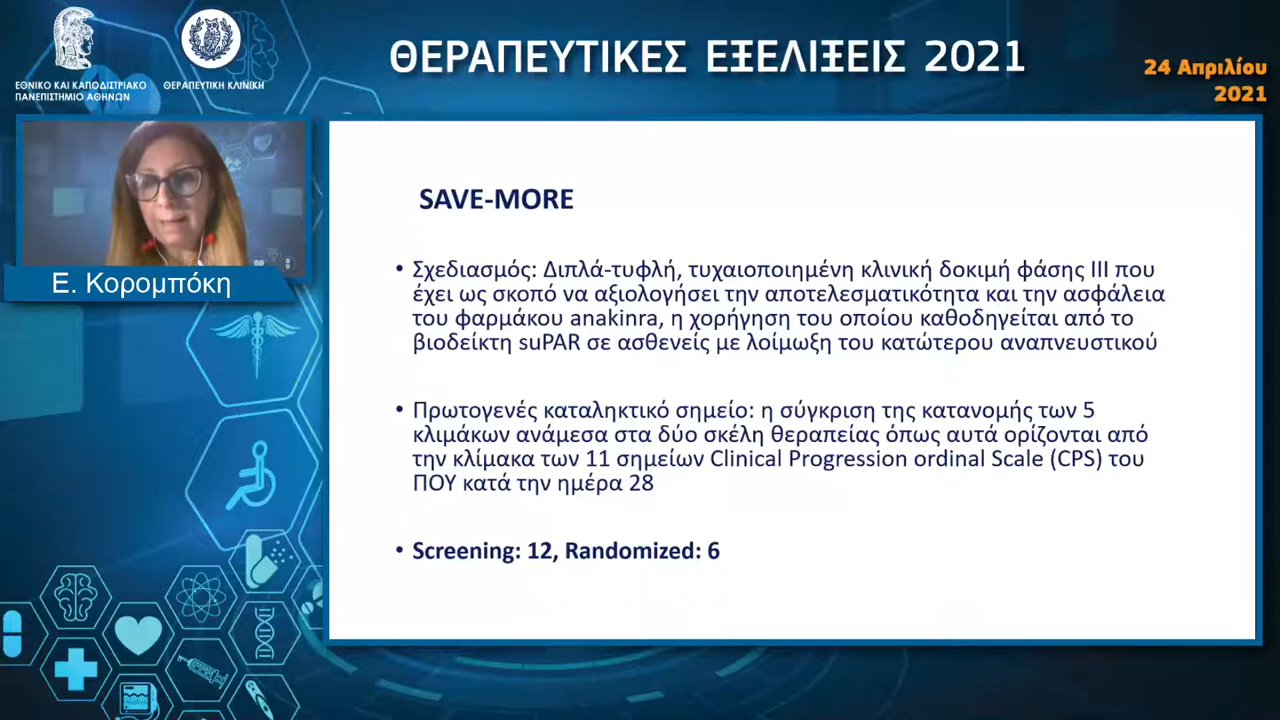 ΕΘΝΙΚΟ ΚΑΙ ΚΑΠΟΔΙΣΤΡΙΑΚΟ
ΠΑΝΕΠΙΣΤΗΜΙΟ ΑΘΗΝΩΝ
ΘΕΡΑΠΕΥΤΙΚΗ ΚΛΙΝΙΚΗ
ΘΕΡΑΠΕΥΤΙΚΕΣ ΕΞΕΛΙΞΕΙΣ 2021
24 Απριλίου
2021
Ε. Κορομπόκη
SAVE-MORE
• Σχεδιασμός: Διπλά-τυφλή, τυχαιοποιημένη κλινική δοκιμή φάσης ΙΙΙ που
έχει ως σκοπό να αξιολογήσει την αποτελεσματικότητα και την ασφάλεια
του φαρμάκου anakinra, η χορήγηση του οποίου καθοδηγείται από το
βιοδείκτη suPAR σε ασθενείς με λοίμωξη του κατώτερου αναπνευστικού
• Πρωτογενές καταληκτικό σημείο: η σύγκριση της κατανομής των 5
κλιμάκων ανάμεσα στα δύο σκέλη θεραπείας όπως αυτά ορίζονται από
την κλίμακα των 11 σημείων Clinical Progression ordinal Scale (CPS) του
ΠΟΥ κατά την ημέρα 28
• Screening: 12, Randomized: 6